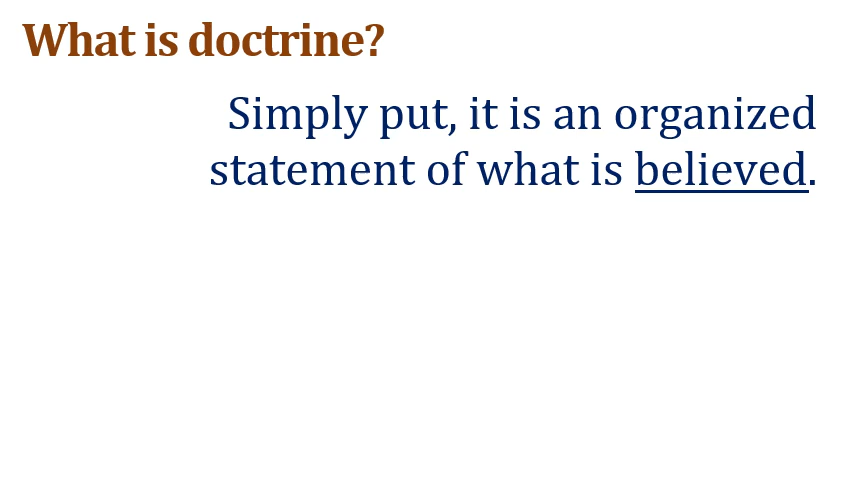 What is doctrine?
Simply put, it is an organized
statement of what is believed.